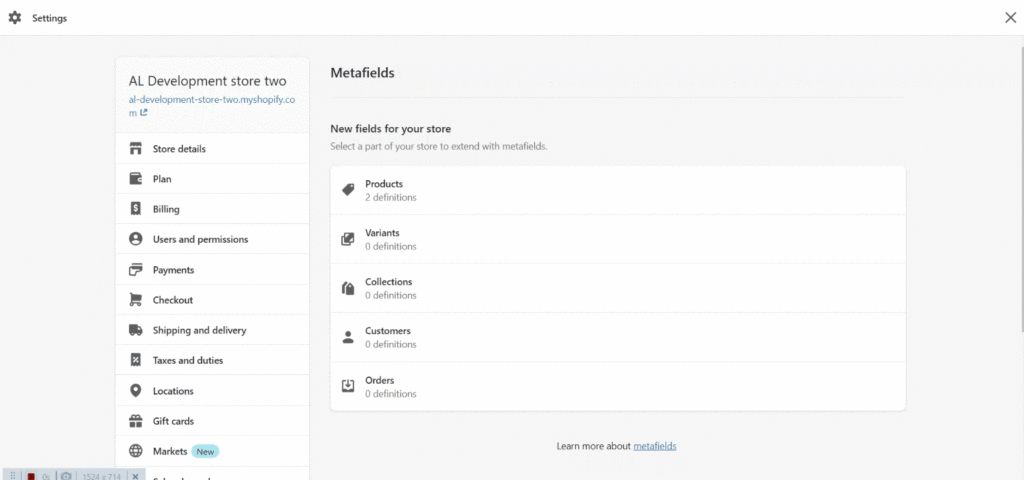 Settings
AL Development store two
al-development-store-two.myshopify.co
m
Store details
Plan
Billing
Users and permissions
Payments
Checkout
Shipping and delivery
Taxes and duties
Locations
Gift cards
Markets New
Metafields
New fields for your store
Select a part of your store to extend with metafields.
Products
2 definitions
Variants
0 definitions
Collections
0 definitions
Customers
0 definitions
Orders
0 definitions
Learn more about metafields
0s 1524 x 714